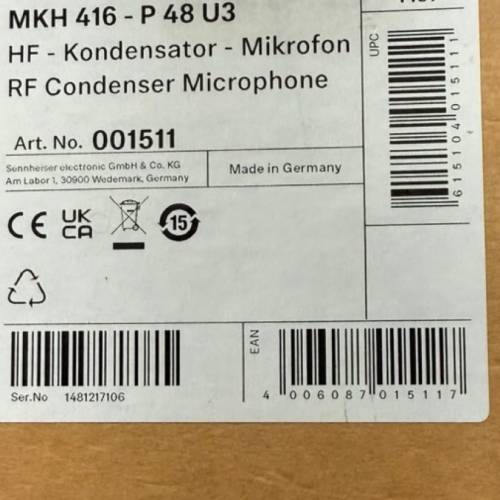 MKH 416 - P 48 U3
HF - Kondensator - Mikrofon
RF Condenser Microphone
Art. No. 001511
Sennheiser electronic GmbH & Co. KG
Am Labor 1, 30900 Wedemark, Germany
Made in Germany
UPC
6 15104 01511 1
CE
UK
CA
15
Ser.No 1481217106
EAN
4 006087 015117